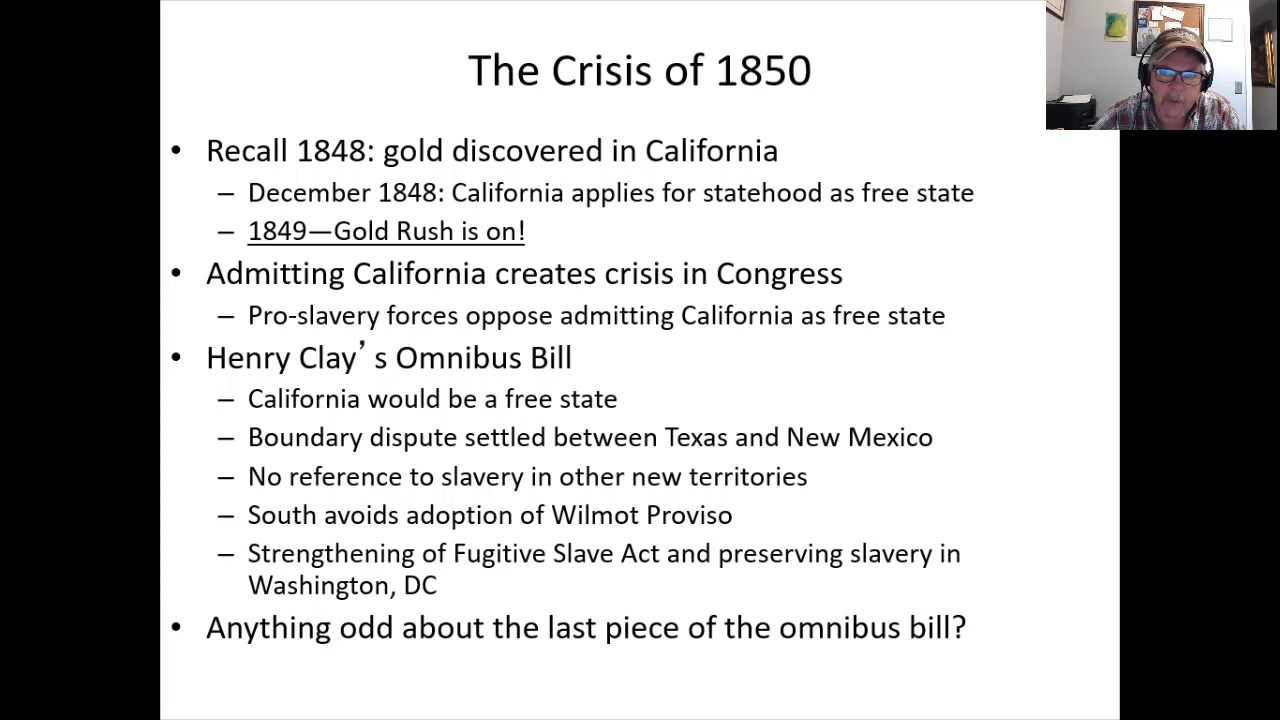 The Crisis of 1850
• Recall 1848: gold discovered in California
– December 1848: California applies for statehood as free state
– 1849—Gold Rush is on!
• Admitting California creates crisis in Congress
– Pro-slavery forces oppose admitting California as free state
• Henry Clay’s Omnibus Bill
– California would be a free state
– Boundary dispute settled between Texas and New Mexico
– No reference to slavery in other new territories
– South avoids adoption of Wilmot Proviso
– Strengthening of Fugitive Slave Act and preserving slavery in
Washington, DC
• Anything odd about the last piece of the omnibus bill?